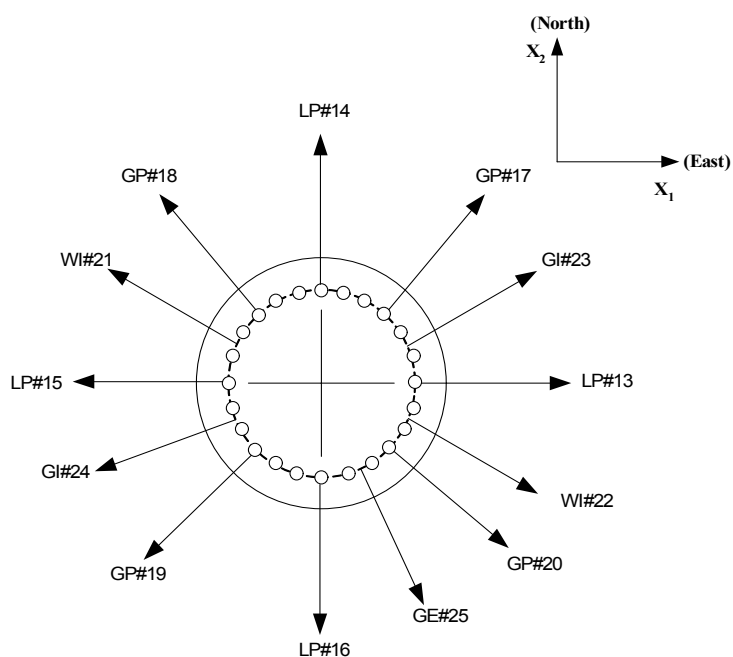 (North)
X2
(East)
X1
LP#14
GP#18
GP#17
WI#21
GI#23
LP#15
LP#13
GI#24
WI#22
GP#19
GP#20
GE#25
LP#16